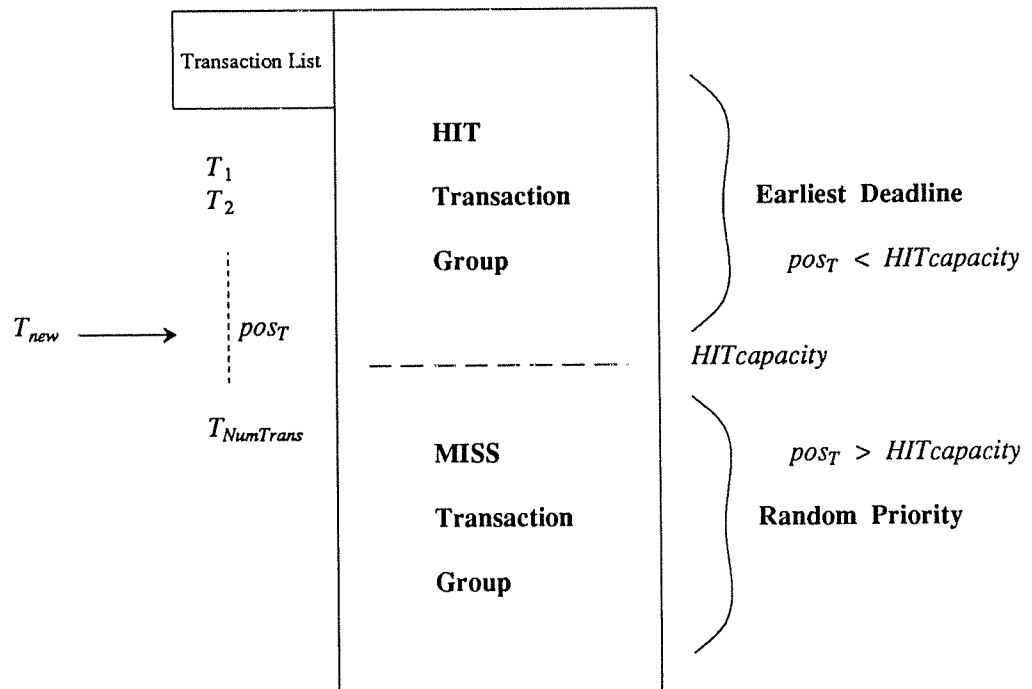 Transaction List
HIT
T1
T2
Transaction
Earliest Deadline
Group
posT < HITcapacity
Tnew
posT
HITcapacity
TNumTrans
MISS
posT > HITcapacity
Transaction
Random Priority
Group